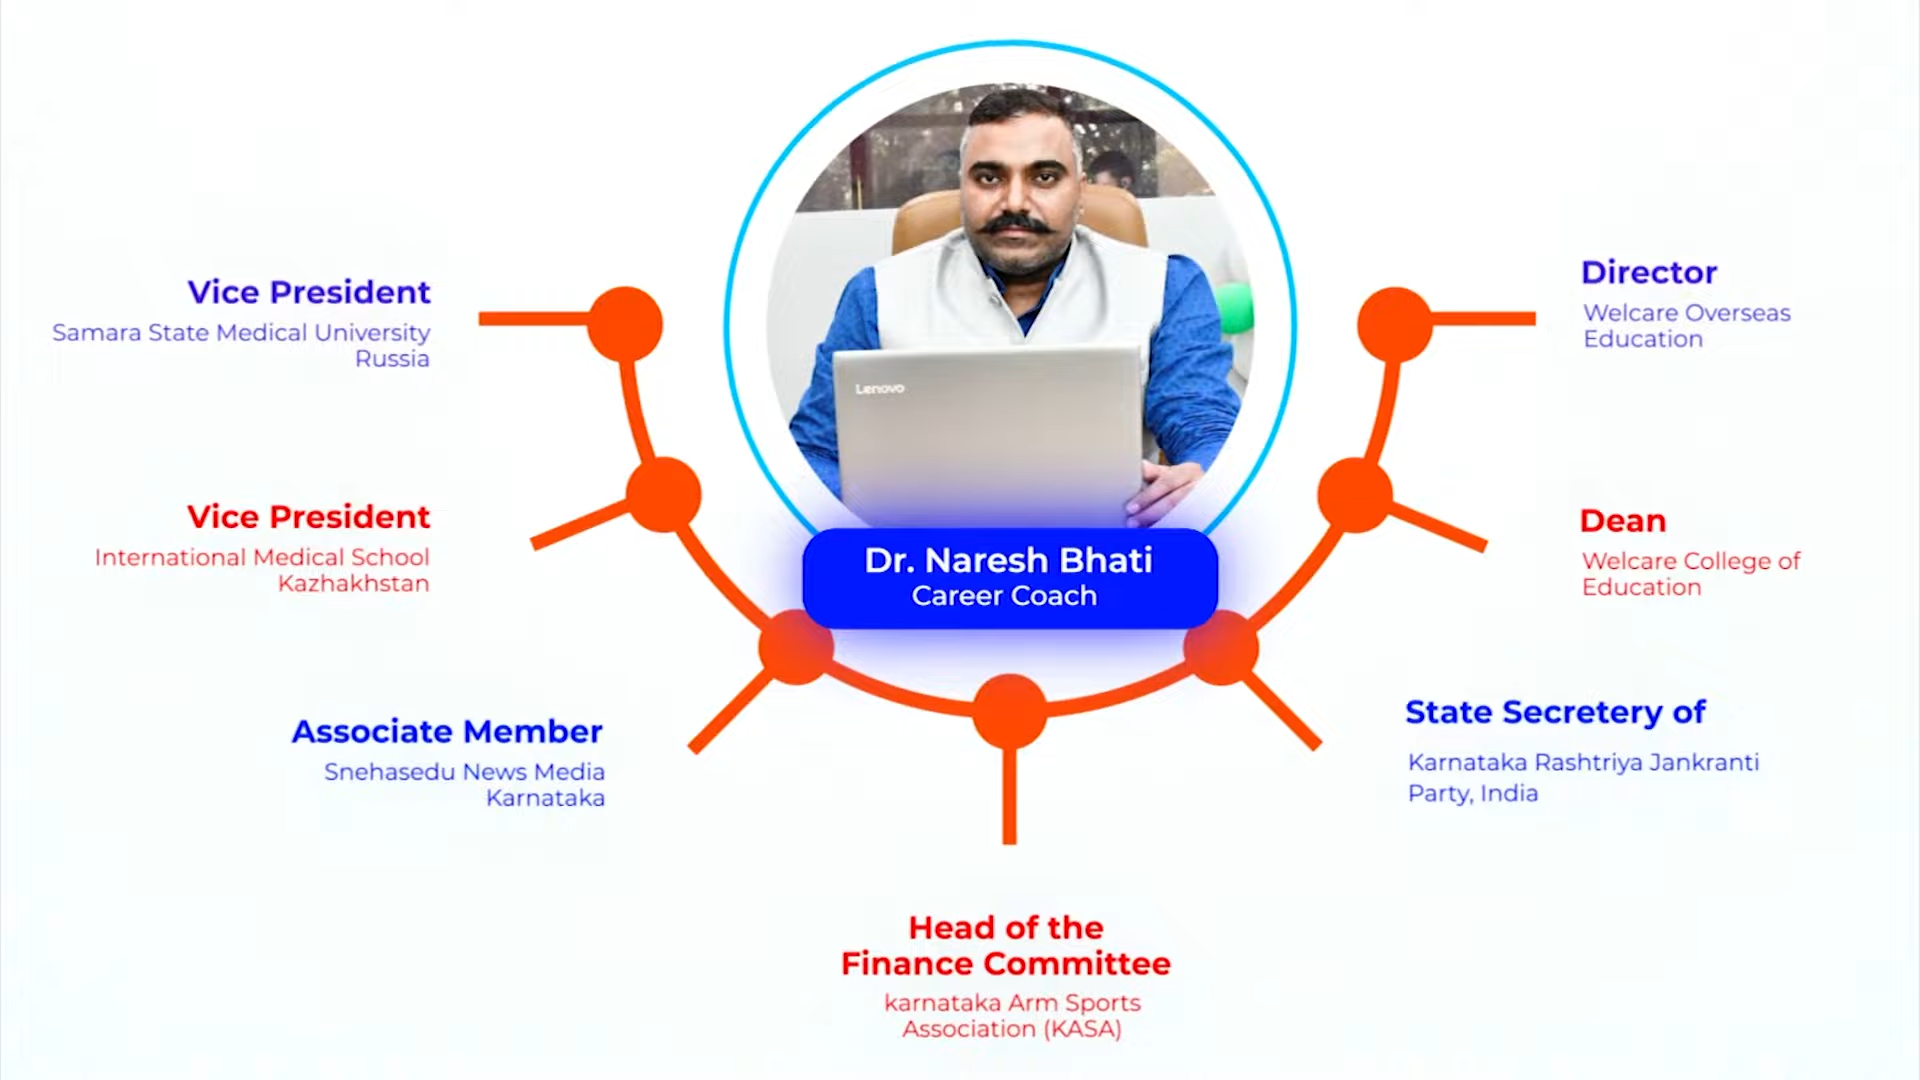 Lenovo
Dr. Naresh Bhati
Career Coach
Vice President
Samara State Medical University
Russia
Vice President
International Medical School
Kazhakhstan
Associate Member
Snehasedu News Media
Karnataka
Head of the
Finance Committee
karnataka Arm Sports
Association (KASA)
State Secretery of
Karnataka Rashtriya Jankranti
Party, India
Dean
Welcare College of
Education
Director
Welcare Overseas
Education